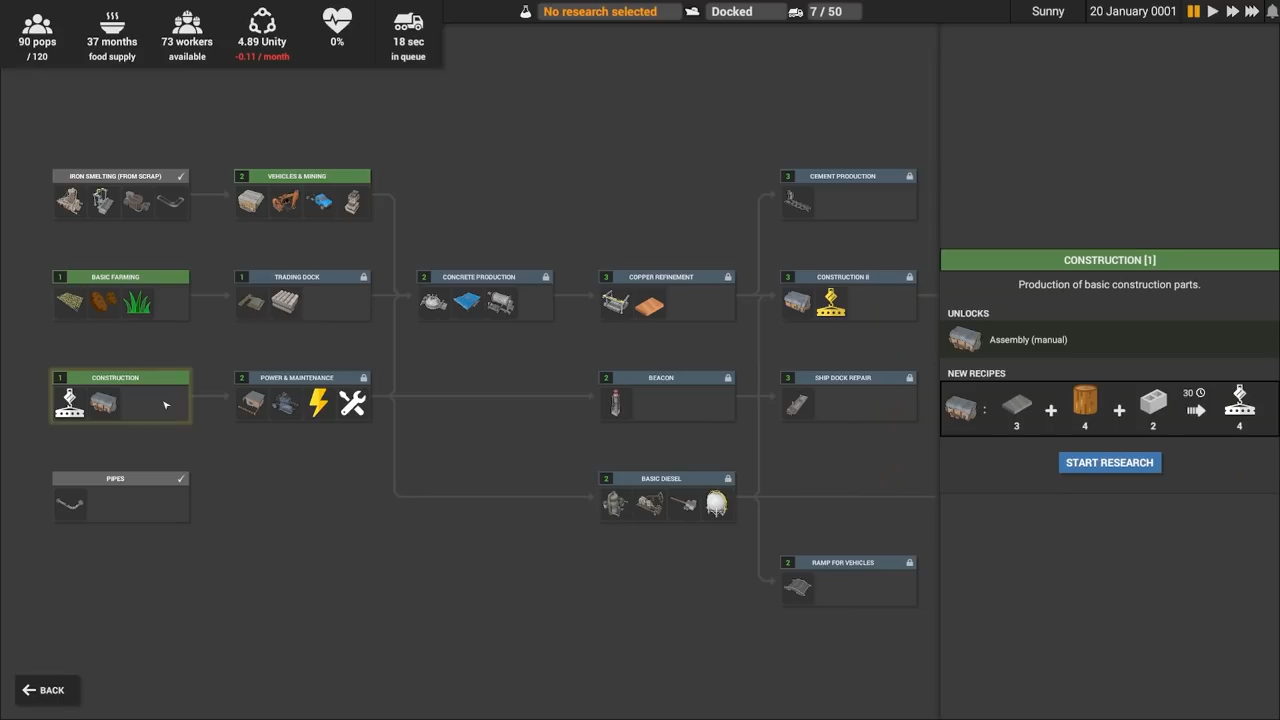 No research selected
Docked
7 / 50
Sunny
20 January 0001
90 pops
/ 120
37 months
food supply
73 workers
available
4.89 Unity
-0.11 / month
0%
18 sec
in queue
IRON SMELTING (FROM SCRAP)
2 VEHICLES & MINING
3 CEMENT PRODUCTION
1 BASIC FARMING
1 TRADING DOCK
2 CONCRETE PRODUCTION
3 COPPER REFINEMENT
3 CONSTRUCTION II
1 CONSTRUCTION
2 POWER & MAINTENANCE
2 BEACON
3 SHIP DOCK REPAIR
PIPES
2 BASIC DIESEL
2 RAMP FOR VEHICLES
CONSTRUCTION [1]
Production of basic construction parts.
UNLOCKS
Assembly (manual)
NEW RECIPES
: + + 30
3 4 2 4
START RESEARCH
BACK